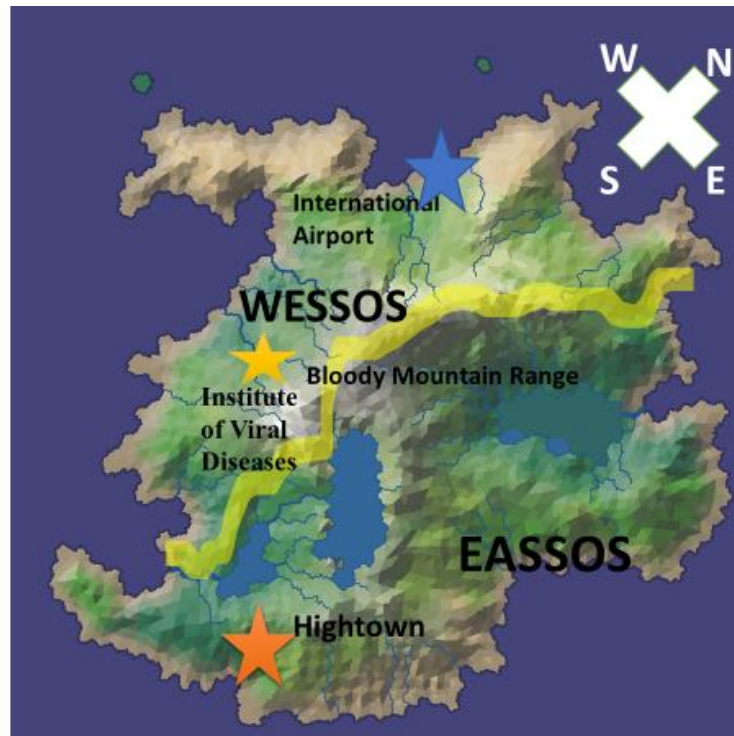 W N
S E
International
Airport
WESSOS
Bloody Mountain Range
Institute
of Viral
Diseases
EASSOS
Hightown